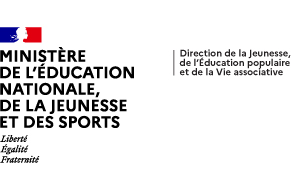 MINISTÈRE
DE L'ÉDUCATION
NATIONALE,
DE LA JEUNESSE
ET DES SPORTS
Liberté
Égalité
Fraternité
Direction de la Jeunesse,
de l'Éducation populaire
et de la Vie associative